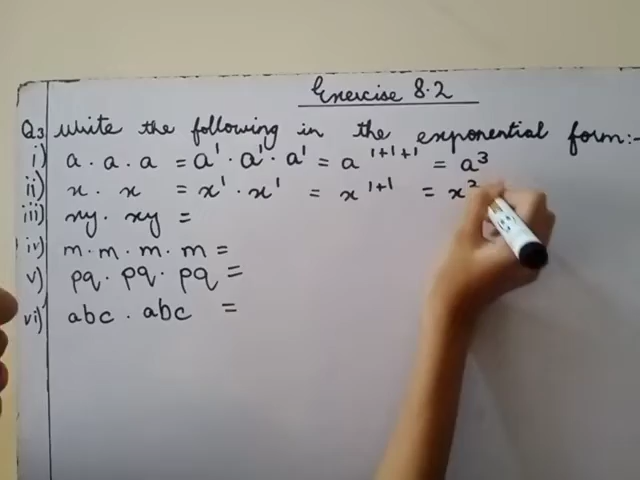 Exercise 8.2
Q3 Write the following in the exponential form:-
i) a . a . a = a¹ . a¹ . a¹ = a¹⁺¹⁺¹ = a³
ii) x . x = x¹ . x¹ = x¹⁺¹ = x²
iii) xy . xy =
iv) m . m . m . m =
v) pq . pq . pq =
vi) abc . abc =